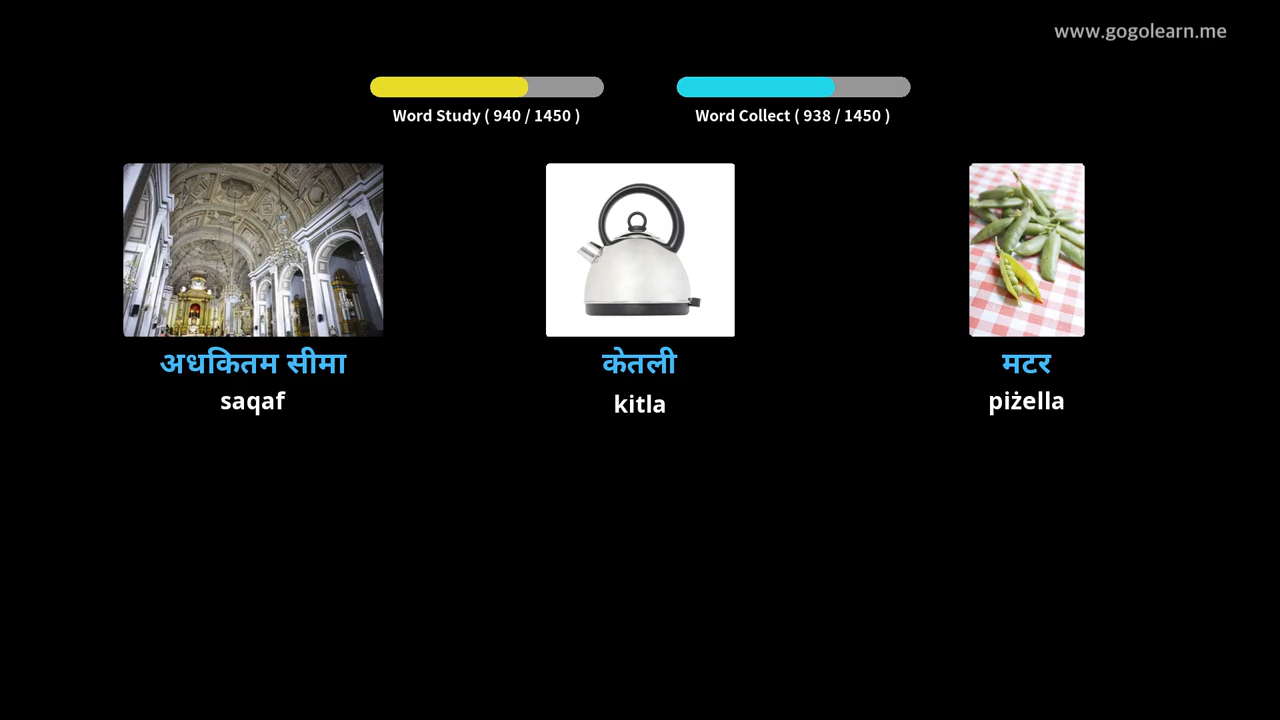 www.gogolearn.me
Word Study ( 940 / 1450 )
Word Collect ( 938 / 1450 )
अधकितम सीमा
केतली
मटर
saqaf
kitla
piżella